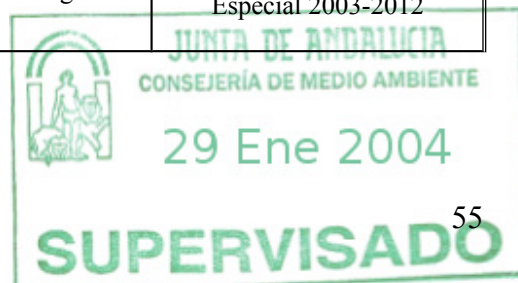 Especial 2003-2012
JUNTA DE ANDALUCIA
CONSEJERÍA DE MEDIO AMBIENTE
29 Ene 2004
55
SUPERVISADO